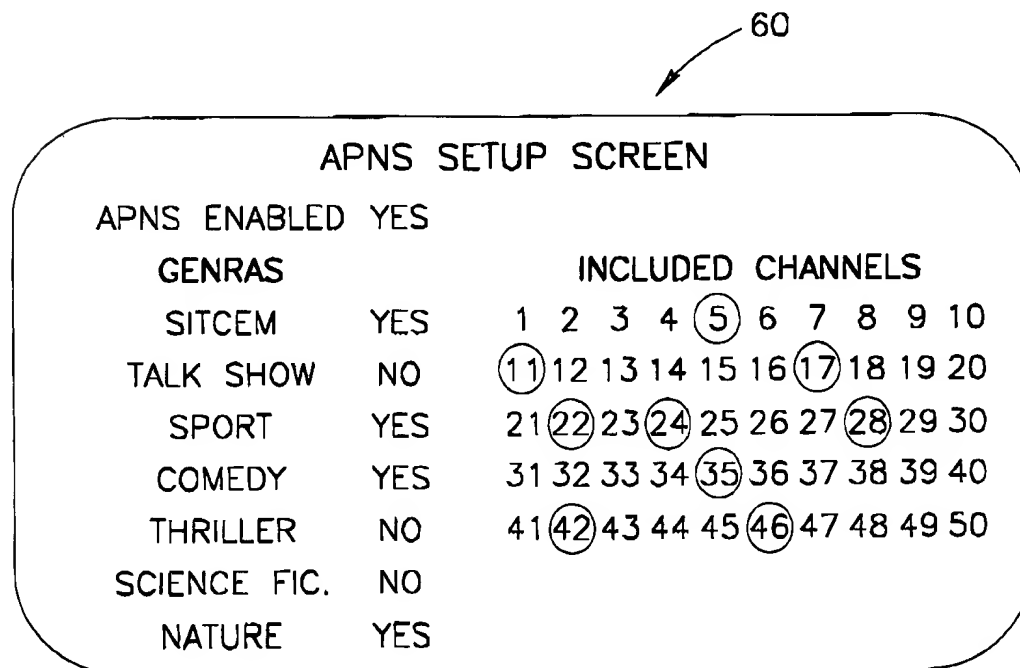 60
APNS SETUP SCREEN
APNS ENABLED YES
GENRAS INCLUDED CHANNELS
SITCEM YES 1 2 3 4 5 6 7 8 9 10
TALK SHOW NO 11 12 13 14 15 16 17 18 19 20
SPORT YES 21 22 23 24 25 26 27 28 29 30
COMEDY YES 31 32 33 34 35 36 37 38 39 40
THRILLER NO 41 42 43 44 45 46 47 48 49 50
SCIENCE FIC. NO
NATURE YES